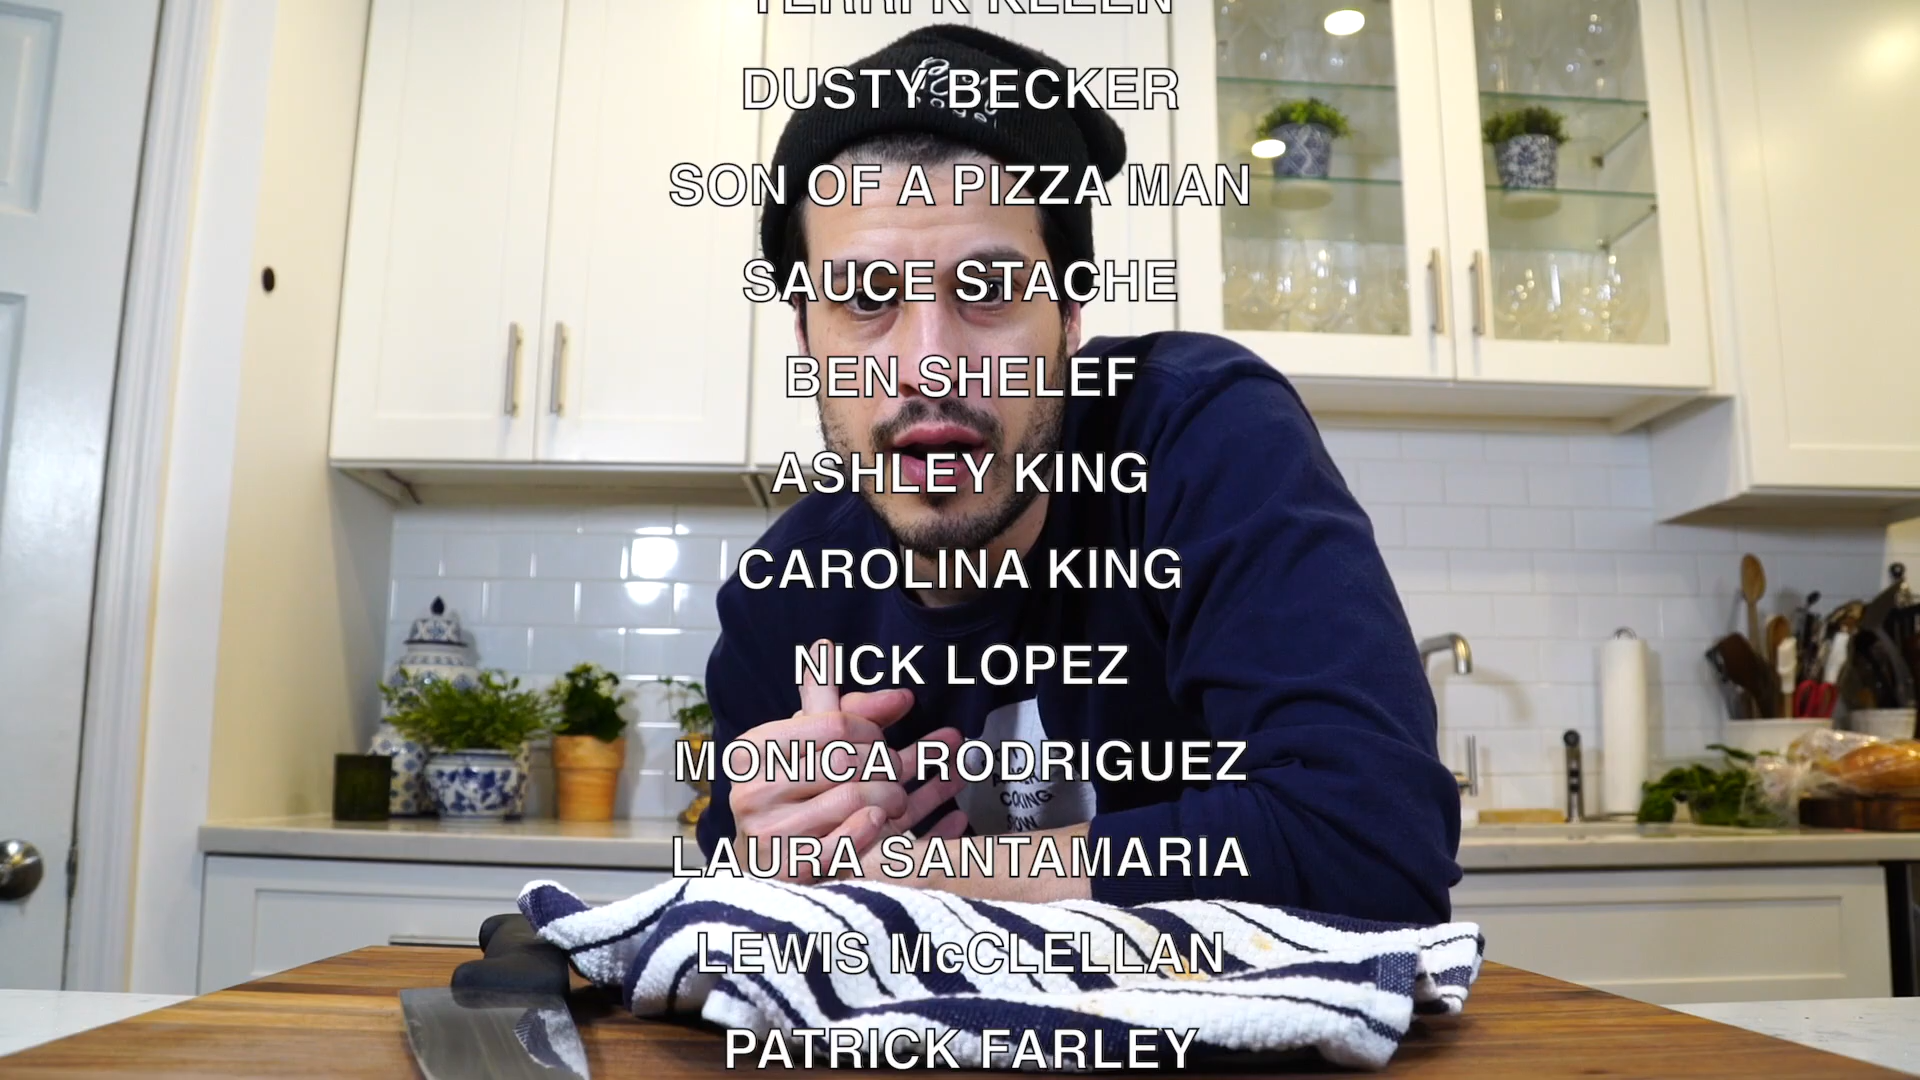 DUSTY BECKER
SON OF A PIZZA MAN
SAUCE STACHE
BEN SHELEF
ASHLEY KING
CAROLINA KING
NICK LOPEZ
MONICA RODRIGUEZ
LAURA SANTAMARIA
LEWIS McCLELLAN
PATRICK FARLEY